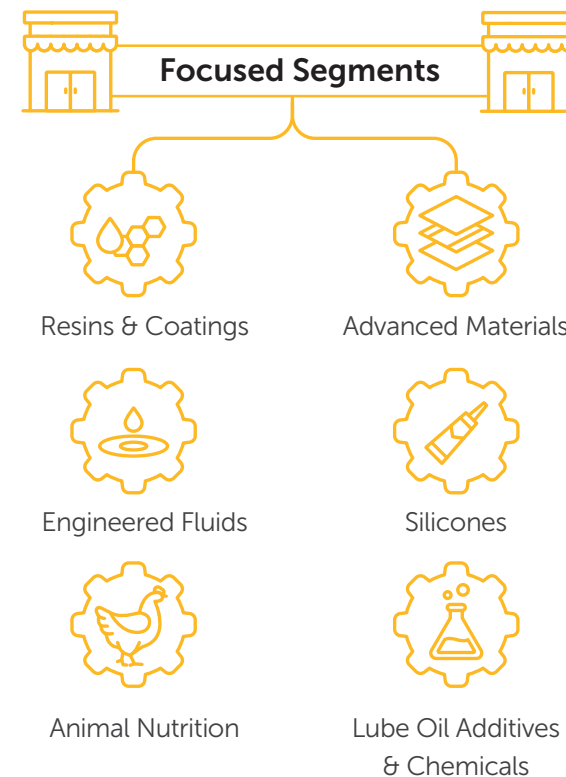 Focused Segments
Resins & Coatings
Advanced Materials
Engineered Fluids
Silicones
Animal Nutrition
Lube Oil Additives
& Chemicals